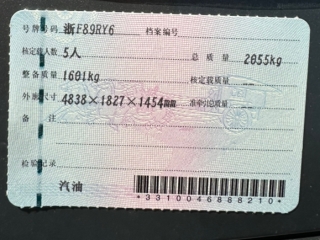 号牌号码 浙F89RY6 档案编号
核定载人数 5人 总质量 2055kg
整备质量 1601kg 核定载质量
外廓尺寸 4838×1827×1454mm 准牵引总质量
备注
检验记录
汽油
*3310046888210*